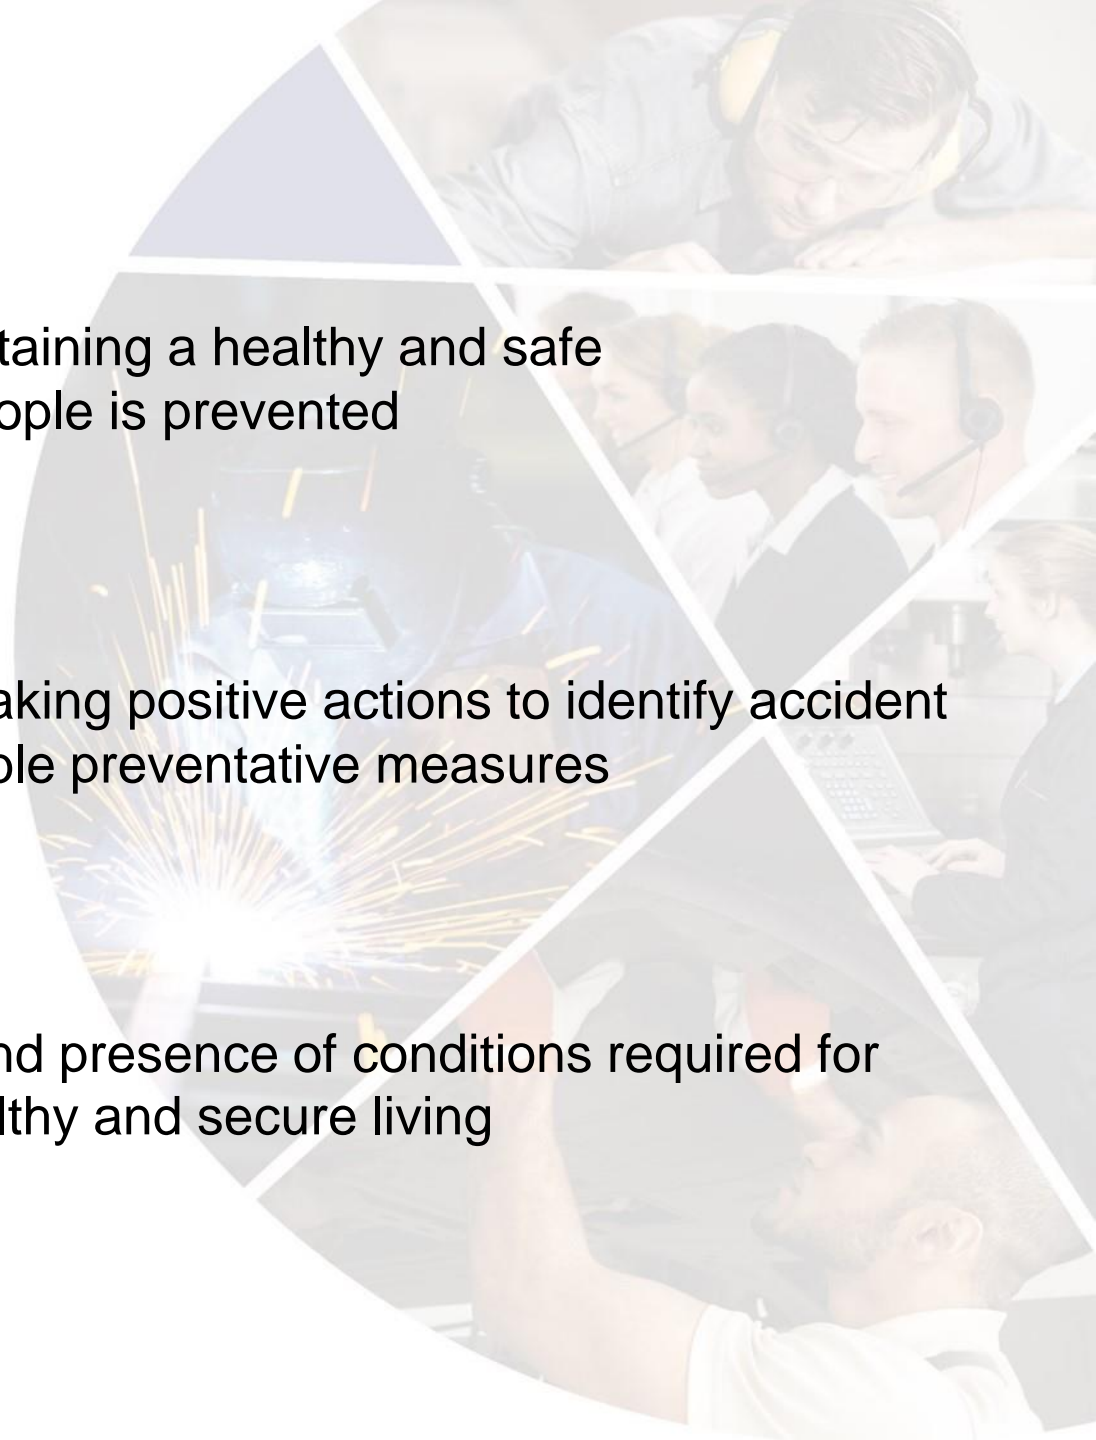 taining a healthy and safe
ople is prevented
aking positive actions to identify accident
ble preventative measures
nd presence of conditions required for
lthy and secure living